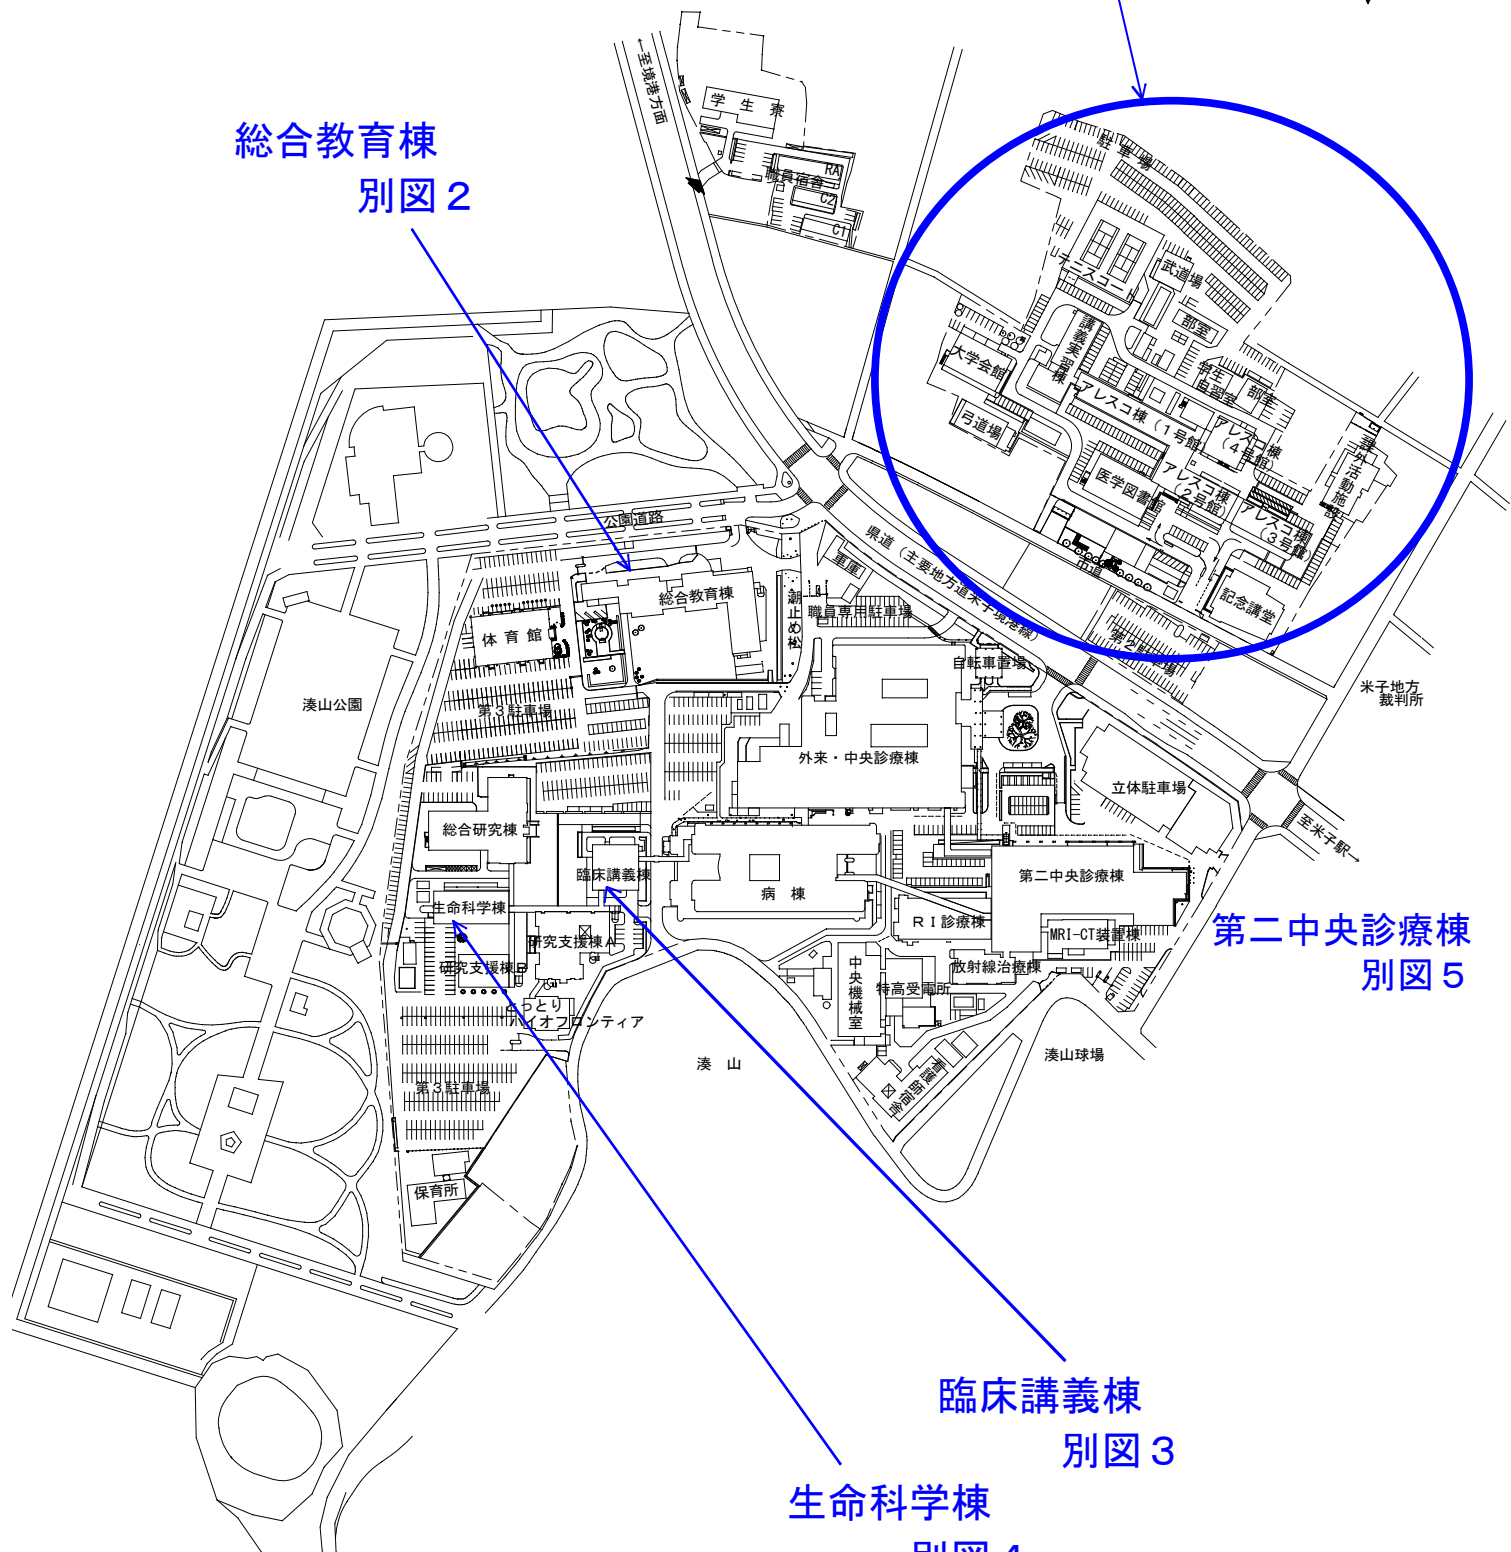 ←至境港方面
学 生 寮
RA
職員宿舎
C2
C1
総合教育棟
別図２
駐 車 場
テニスコート
武道場
部室
講義実習棟
大学会館
学生
自習室
部室
弓道場
アレスコ棟（１号館）
アレスコ棟
（４号館）
課外活動施設
医学図書館
アレスコ棟
（２号館）
アレスコ棟
（３号館）
公園道路
県道（主要地方道米子境港線）
車庫
市道
記念講堂
総合教育棟
潮止め松
職員専用駐車場
第２駐車場
体 育 館
自転車置場
米子地方
裁判所
湊山公園
第３駐車場
外来・中央診療棟
立体駐車場
総合研究棟
至米子駅→
臨床講義棟
病 棟
第二中央診療棟
生命科学棟
ＲＩ診療棟
MRI-CT装置棟
第二中央診療棟
別図５
研究支援棟Ａ
研究支援棟Ｂ
中央機械室
放射線治療棟
特高受電所
とっとり
バイオフロンティア
湊 山
湊山球場
看護師宿舎
第３駐車場
保育所
臨床講義棟
別図３
生命科学棟
別図４